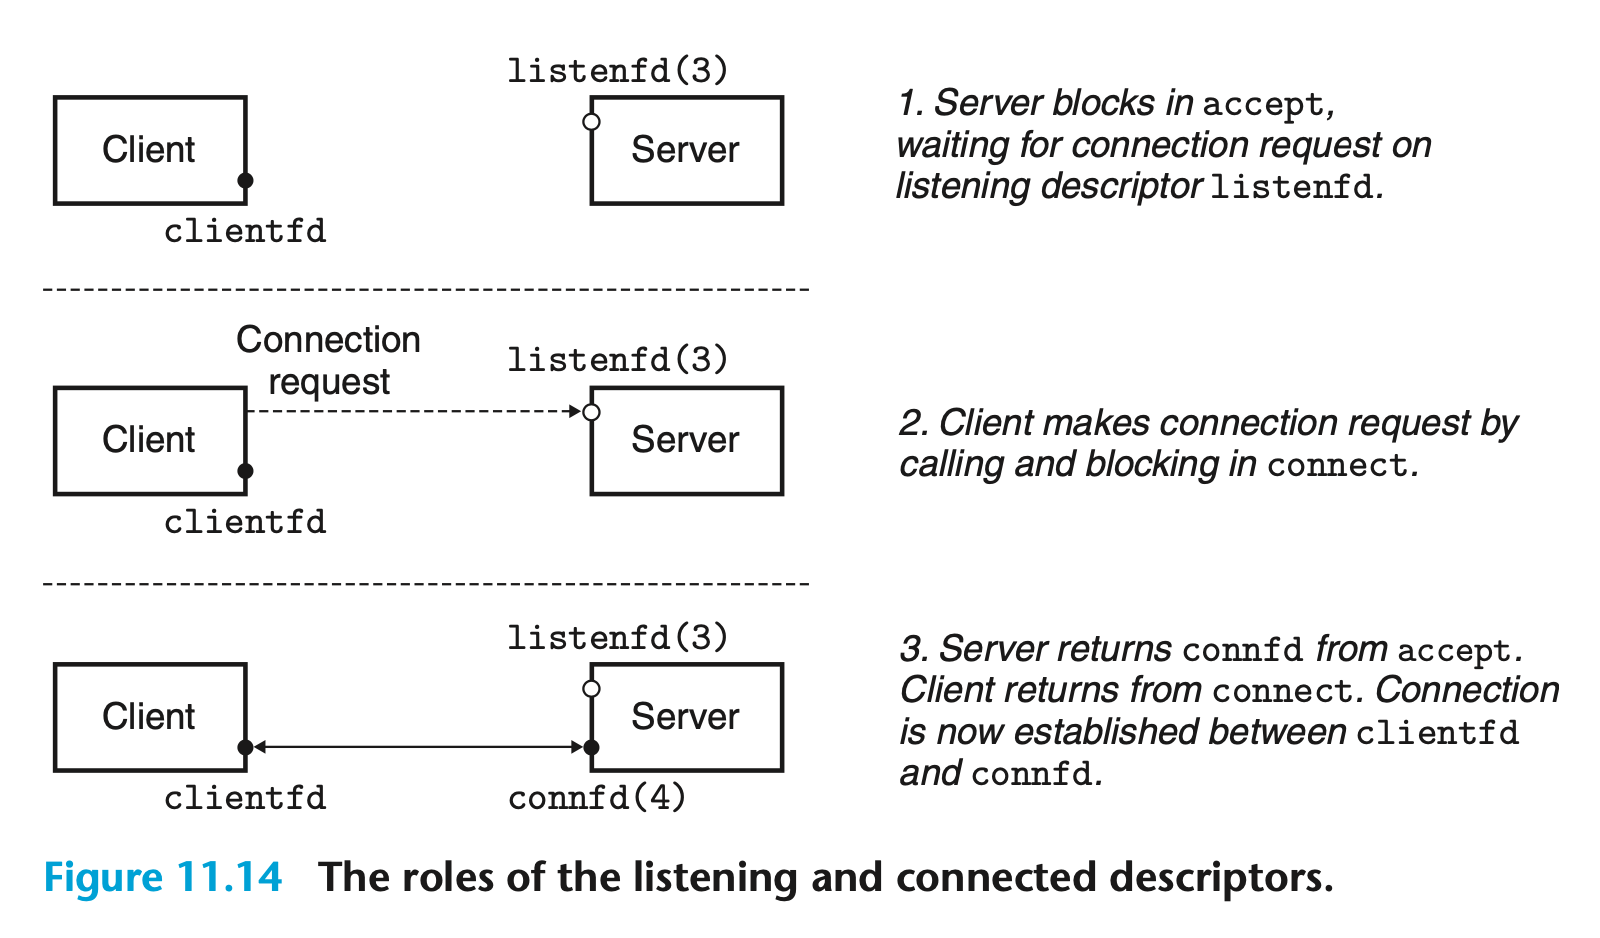 listenfd(3)
Client
Server
clientfd
1. Server blocks in accept,
waiting for connection request on
listening descriptor listenfd.
Connection
request
listenfd(3)
Client
Server
clientfd
2. Client makes connection request by
calling and blocking in connect.
listenfd(3)
Client
Server
clientfd
connfd(4)
3. Server returns connfd from accept.
Client returns from connect. Connection
is now established between clientfd
and connfd.
Figure 11.14 The roles of the listening and connected descriptors.